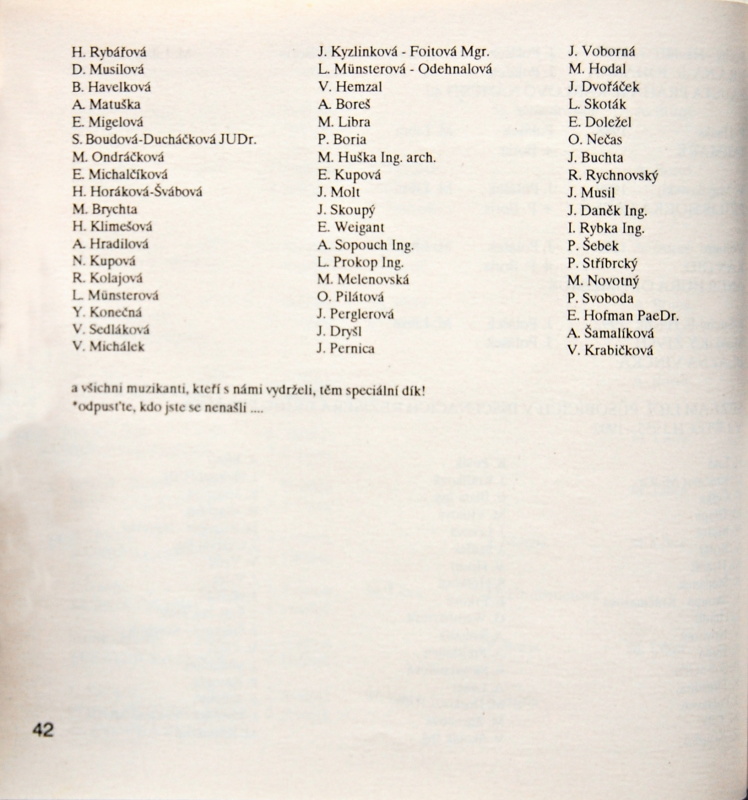 H. Rybářová
D. Musilová
B. Havelková
A. Matuška
E. Migelová
S. Boudová-Ducháčková JUDr.
M. Ondráčková
E. Michalčíková
H. Horáková-Švábová
M. Brychta
H. Klimešová
A. Hradilová
N. Kupová
R. Kolajová
L. Münsterová
Y. Konečná
V. Sedláková
V. Michálek
J. Kyzlinková - Foitová Mgr.
L. Münsterová - Odehnalová
V. Hemzal
A. Boreš
M. Libra
P. Boria
M. Huška Ing. arch.
E. Kupová
J. Molt
J. Skoupý
E. Weigant
A. Sopouch Ing.
L. Prokop Ing.
M. Melenovská
O. Pilátová
J. Perglerová
J. Dryšl
J. Pernica
J. Voborná
M. Hodal
J. Dvořáček
L. Skoták
E. Doležel
O. Nečas
J. Buchta
R. Rychnovský
J. Musil
J. Daněk Ing.
I. Rybka Ing.
P. Šebek
P. Stříbrcký
M. Novotný
P. Svoboda
E. Hofman PaeDr.
A. Šamalíková
V. Krabičková
a všichni muzikanti, kteří s námi vydrželi, těm speciální dík!
*odpusťte, kdo jste se nenašli ....
42